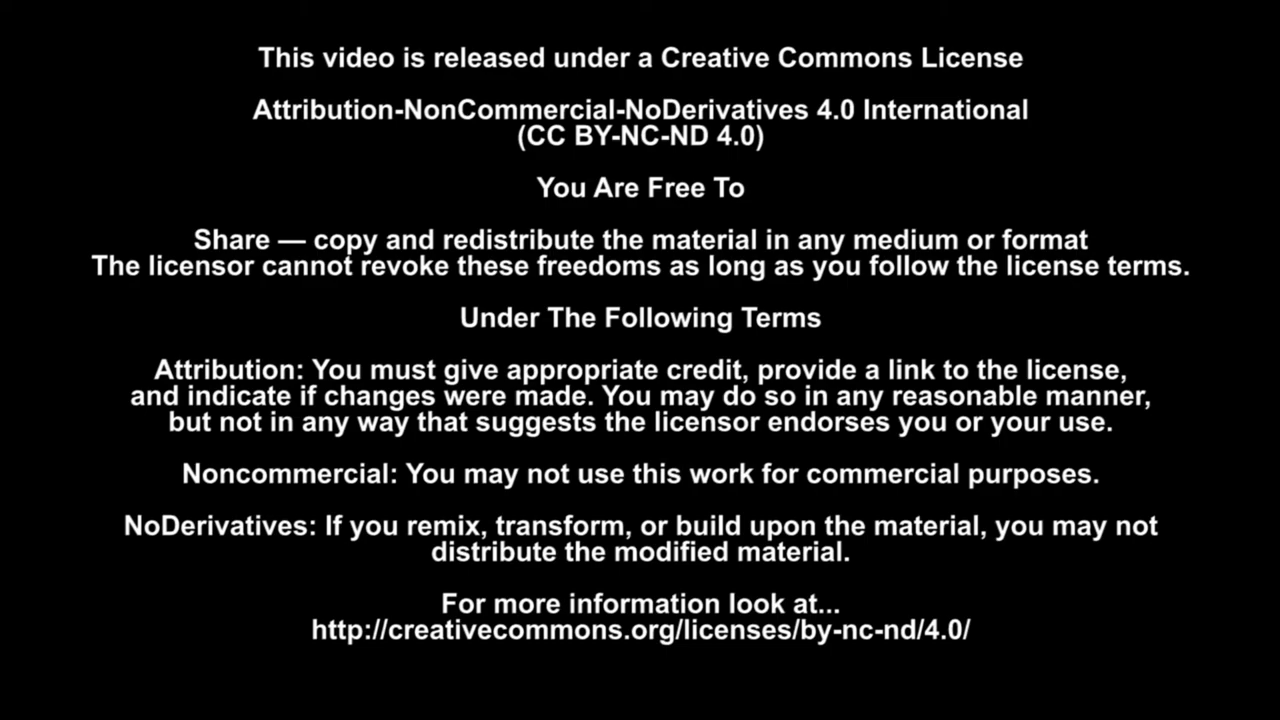 This video is released under a Creative Commons License
Attribution-NonCommercial-NoDerivatives 4.0 International
(CC BY-NC-ND 4.0)
You Are Free To
Share — copy and redistribute the material in any medium or format
The licensor cannot revoke these freedoms as long as you follow the license terms.
Under The Following Terms
Attribution: You must give appropriate credit, provide a link to the license,
and indicate if changes were made. You may do so in any reasonable manner,
but not in any way that suggests the licensor endorses you or your use.
Noncommercial: You may not use this work for commercial purposes.
NoDerivatives: If you remix, transform, or build upon the material, you may not
distribute the modified material.
For more information look at...
http://creativecommons.org/licenses/by-nc-nd/4.0/